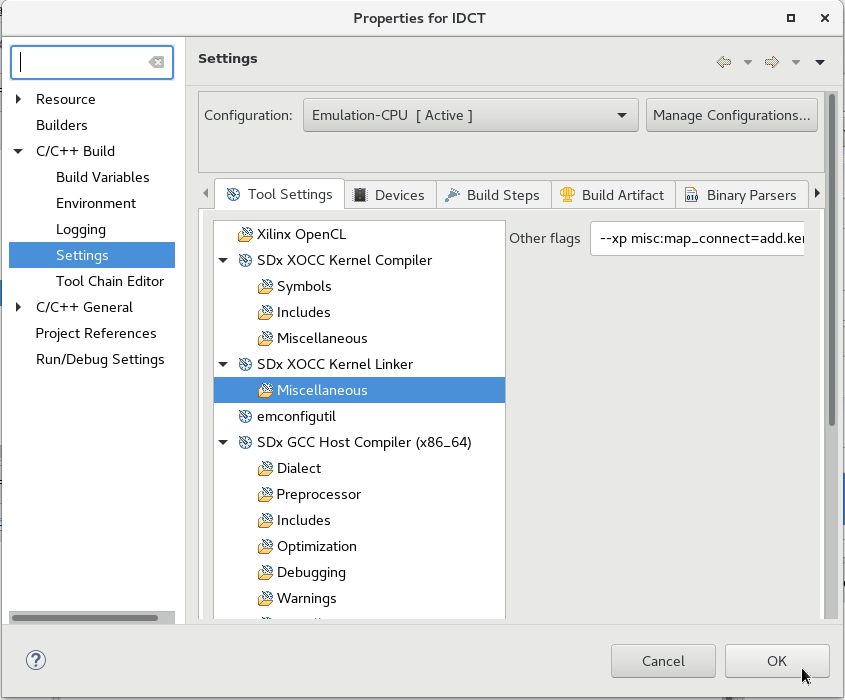 Properties for IDCT
Settings
Resource
Builders
C/C++ Build
Build Variables
Environment
Logging
Settings
Tool Chain Editor
C/C++ General
Project References
Run/Debug Settings
Configuration:
Emulation-CPU [ Active ]
Manage Configurations...
Tool Settings
Devices
Build Steps
Build Artifact
Binary Parsers
Xilinx OpenCL
SDx XOCC Kernel Compiler
Symbols
Includes
Miscellaneous
SDx XOCC Kernel Linker
Miscellaneous
emconfigutil
SDx GCC Host Compiler (x86_64)
Dialect
Preprocessor
Includes
Optimization
Debugging
Warnings
Other flags
--xp misc:map_connect=add.ker
Cancel
OK